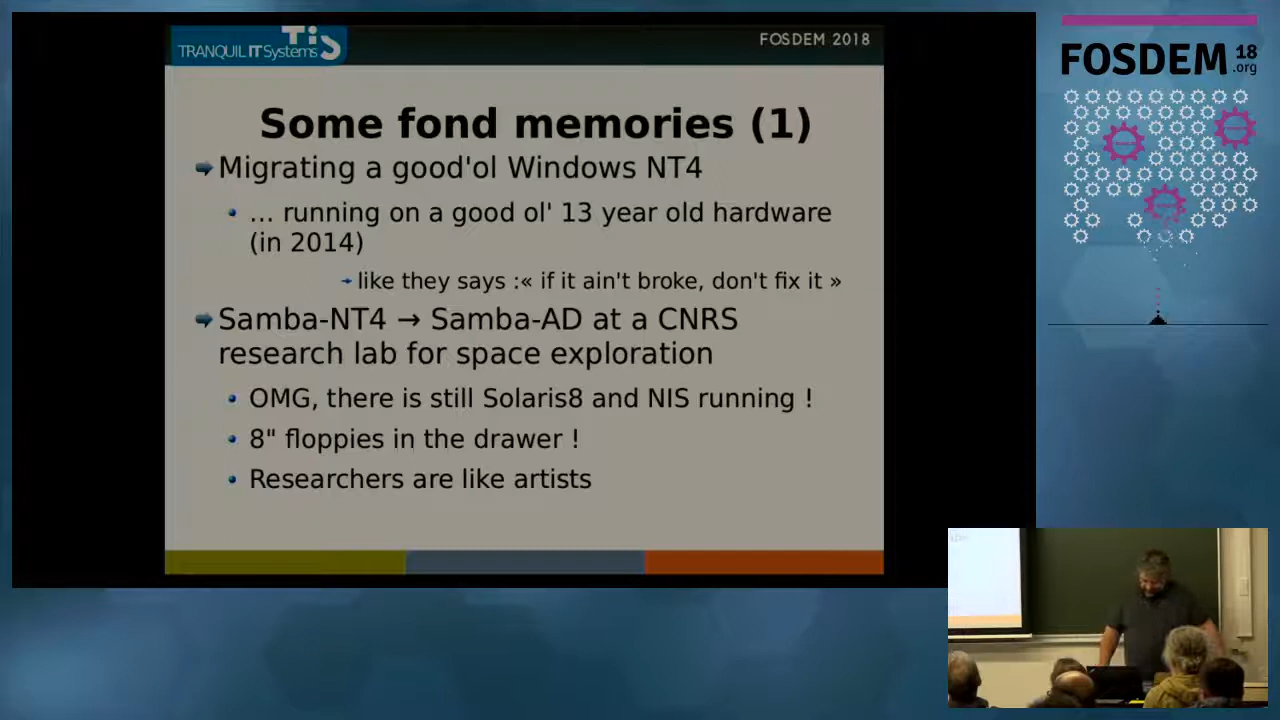 TRANQUIL IT Systems
TiS
FOSDEM 2018
Some fond memories (1)
Migrating a good'ol Windows NT4
... running on a good ol' 13 year old hardware
(in 2014)
like they says :« if it ain't broke, don't fix it »
Samba-NT4 → Samba-AD at a CNRS
research lab for space exploration
OMG, there is still Solaris8 and NIS running !
8" floppies in the drawer !
Researchers are like artists
FOSDEM 18
.org